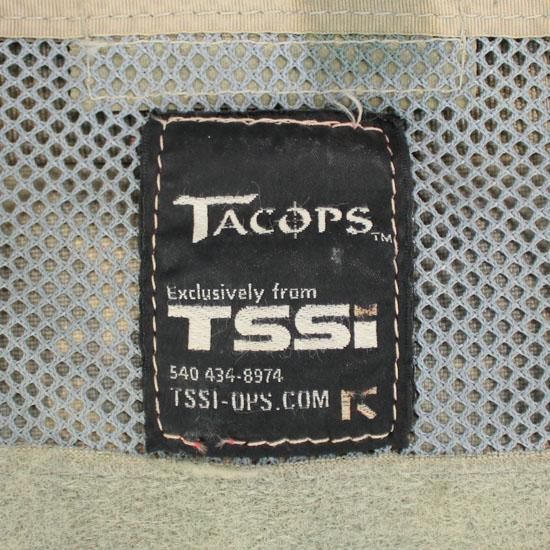 TACOPS™
Exclusively from
TSSi
540 434-8974
TSSI-OPS.COM K